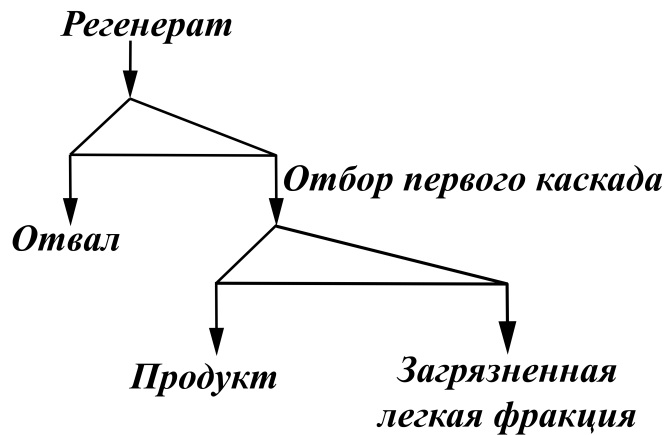 Регенерат
Отбор первого каскада
Отвал
Продукт
Загрязненная
легкая фракция